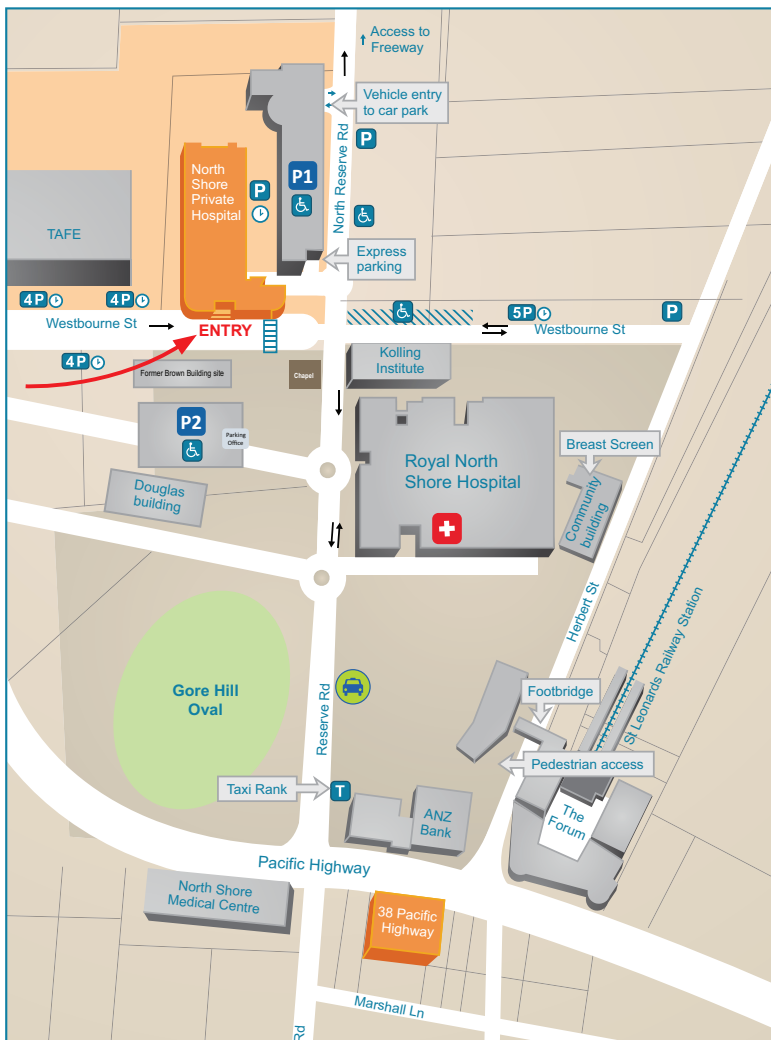 Access to
Freeway
Vehicle entry
to car park
North Reserve Rd
P
P1
North
Shore
Private
Hospital
P
TAFE
Express
parking
4P
4P
5P
P
Westbourne St
ENTRY
Westbourne St
4P
Kolling
Institute
Former Brown Building site
Chapel
P2
Parking
Office
Royal North
Shore Hospital
Breast Screen
Community
building
Douglas
building
Herbert St
St Leonards Railway Station
Gore Hill
Oval
Reserve Rd
Footbridge
Pedestrian access
Taxi Rank
T
ANZ
Bank
The
Forum
Pacific Highway
North Shore
Medical Centre
38 Pacific
Highway
Marshall Ln
Rd